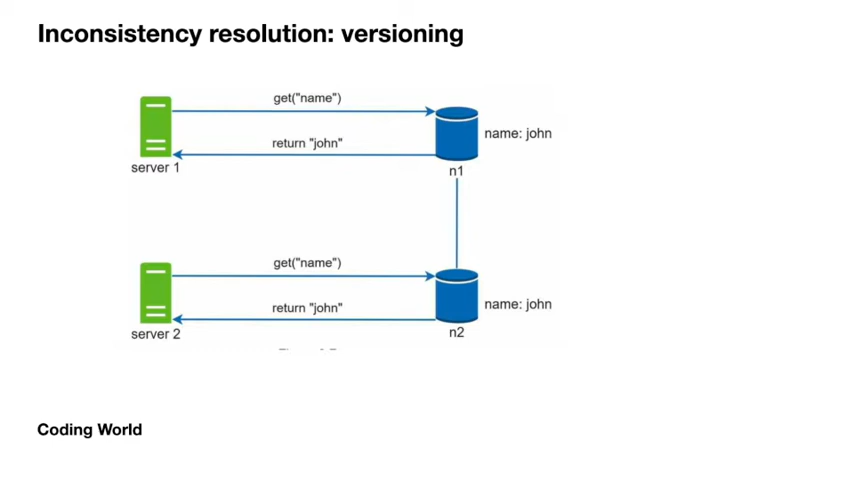 Inconsistency resolution: versioning
get("name")
name: john
return "john"
server 1
n1
get("name")
return "john"
name: john
server 2
n2
Coding World